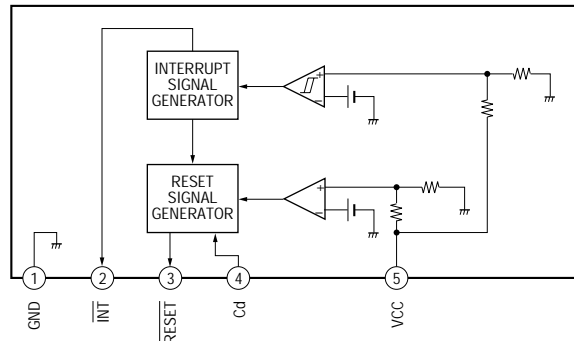 INTERRUPT
SIGNAL
GENERATOR
+
−
RESET
SIGNAL
GENERATOR
+
−
1
2
3
4
5
GND
INT
RESET
Cd
VCC